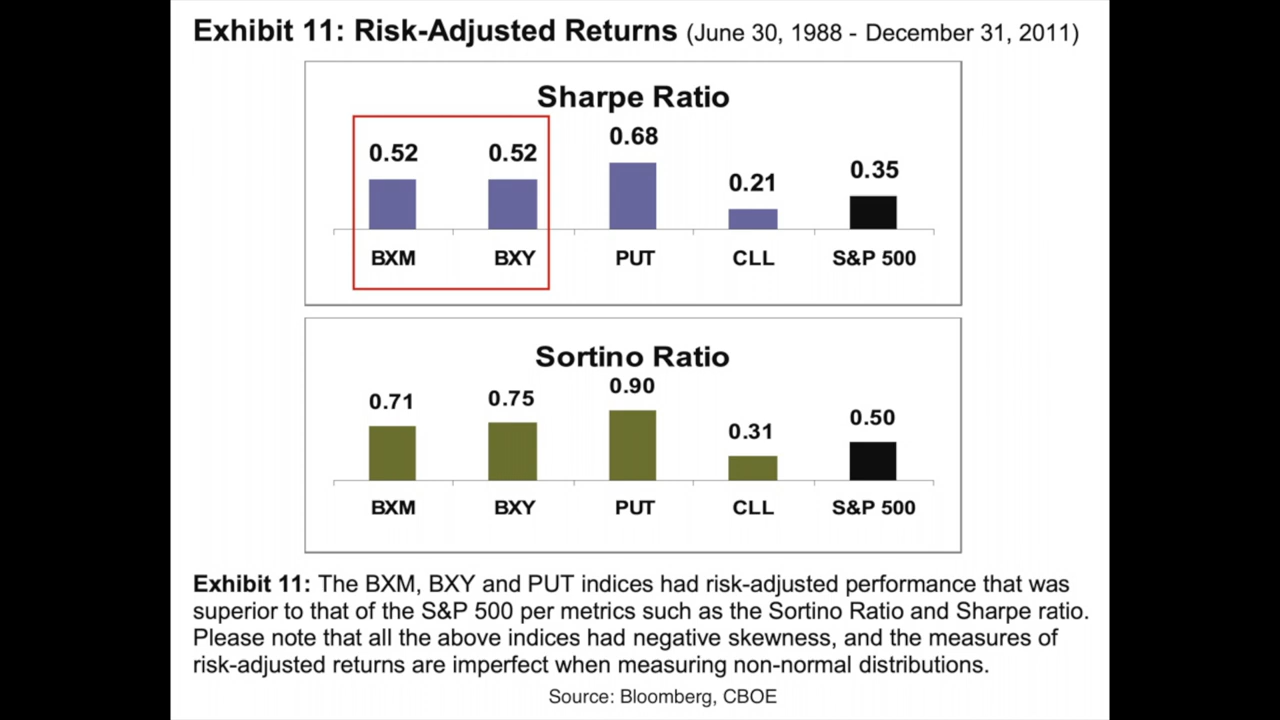 Exhibit 11: Risk-Adjusted Returns (June 30, 1988 - December 31, 2011)
Sharpe Ratio
0.52 0.52 0.68 0.21 0.35
BXM BXY PUT CLL S&P 500
Sortino Ratio
0.71 0.75 0.90 0.31 0.50
BXM BXY PUT CLL S&P 500
Exhibit 11: The BXM, BXY and PUT indices had risk-adjusted performance that was
superior to that of the S&P 500 per metrics such as the Sortino Ratio and Sharpe ratio.
Please note that all the above indices had negative skewness, and the measures of
risk-adjusted returns are imperfect when measuring non-normal distributions.
Source: Bloomberg, CBOE